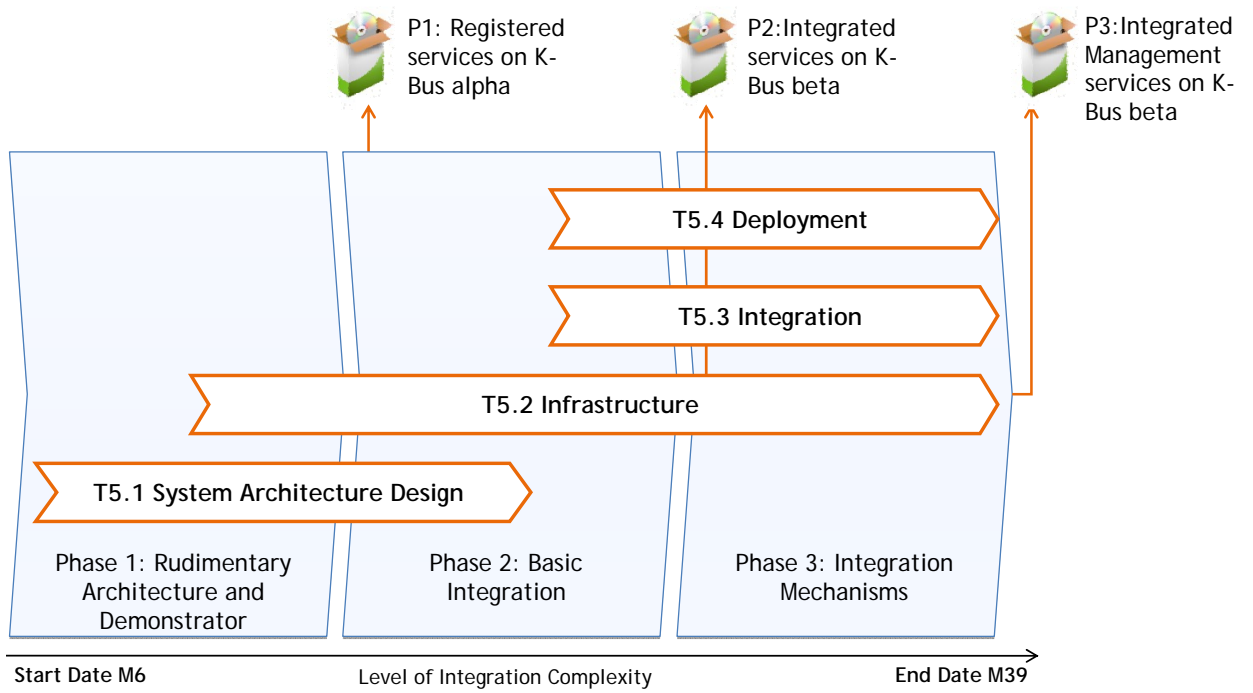 P1: Registered
services on K-
Bus alpha
P2:Integrated
services on K-
Bus beta
P3:Integrated
Management
services on K-
Bus beta
T5.4 Deployment
T5.3 Integration
T5.2 Infrastructure
T5.1 System Architecture Design
Phase 1: Rudimentary
Architecture and
Demonstrator
Phase 2: Basic
Integration
Phase 3: Integration
Mechanisms
Start Date M6
Level of Integration Complexity
End Date M39